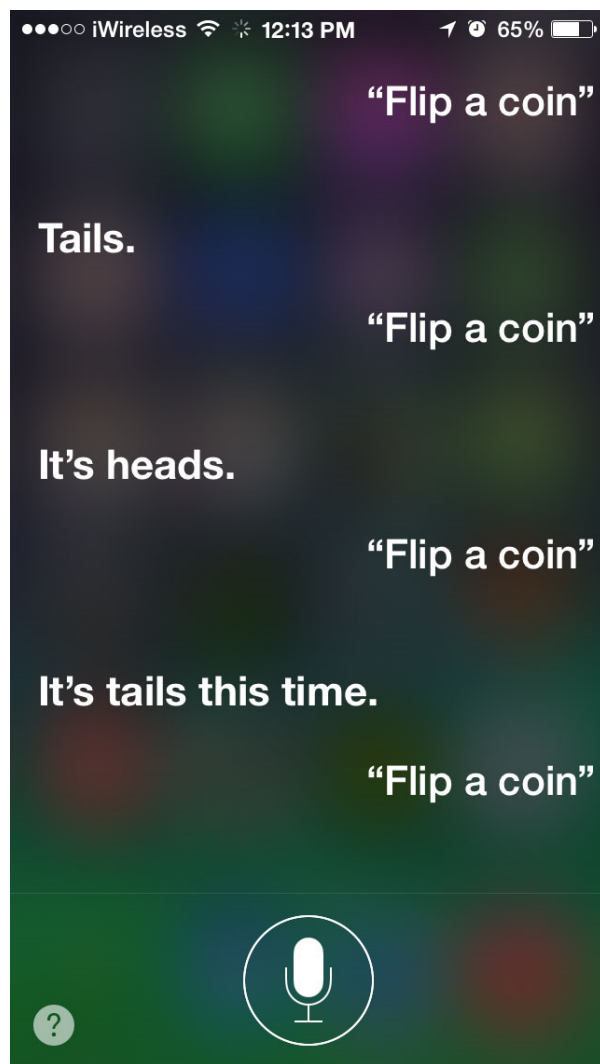 iWireless 12:13 PM 65%
“Flip a coin”
Tails.
“Flip a coin”
It’s heads.
“Flip a coin”
It’s tails this time.
“Flip a coin”
?